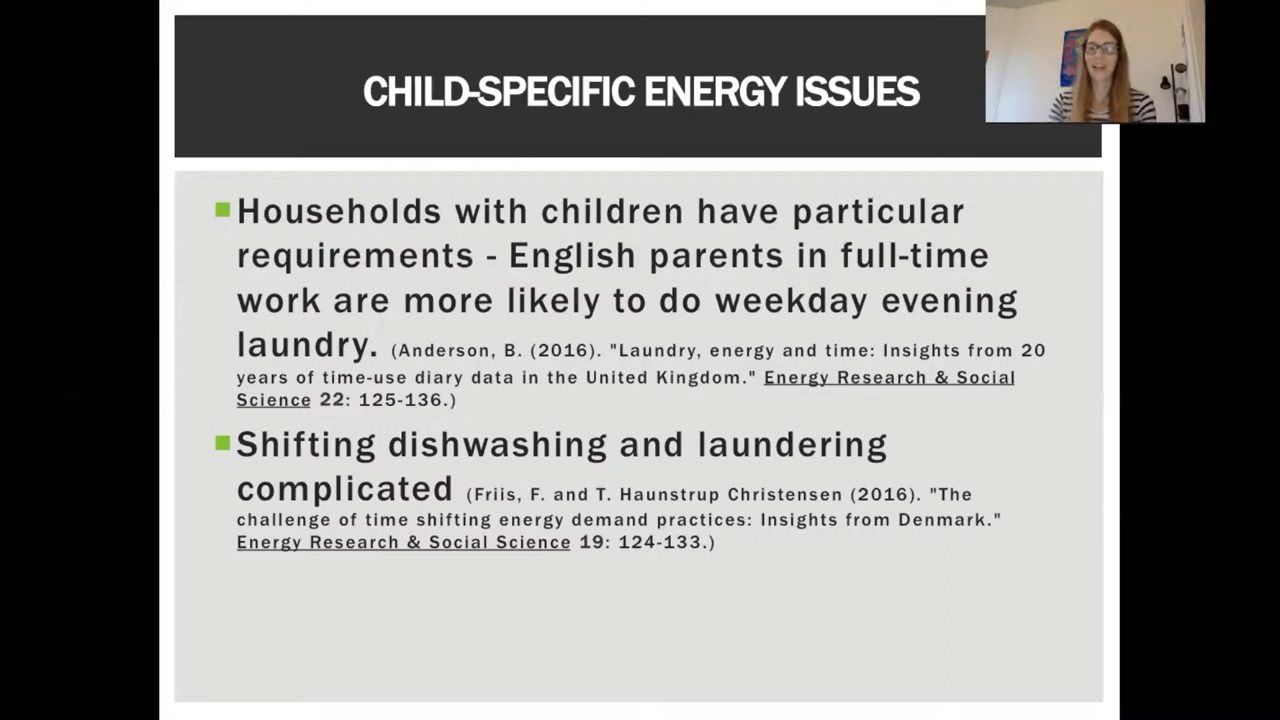 CHILD-SPECIFIC ENERGY ISSUES
Households with children have particular
requirements - English parents in full-time
work are more likely to do weekday evening
laundry. (Anderson, B. (2016). "Laundry, energy and time: Insights from 20
years of time-use diary data in the United Kingdom." Energy Research & Social
Science 22: 125-136.)
Shifting dishwashing and laundering
complicated (Friis, F. and T. Haunstrup Christensen (2016). "The
challenge of time shifting energy demand practices: Insights from Denmark."
Energy Research & Social Science 19: 124-133.)